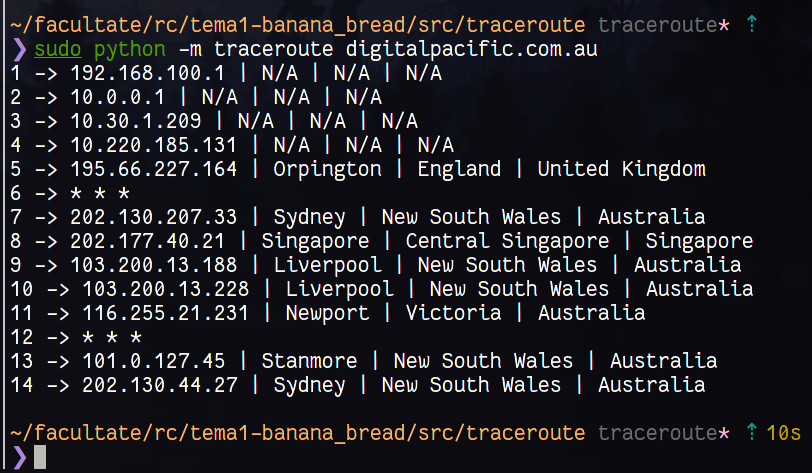 ~/facultate/rc/tema1-banana_bread/src/traceroute traceroute* ⇡
❯ sudo python -m traceroute digitalpacific.com.au
1 -> 192.168.100.1 | N/A | N/A | N/A
2 -> 10.0.0.1 | N/A | N/A | N/A
3 -> 10.30.1.209 | N/A | N/A | N/A
4 -> 10.220.185.131 | N/A | N/A | N/A
5 -> 195.66.227.164 | Orpington | England | United Kingdom
6 -> * * *
7 -> 202.130.207.33 | Sydney | New South Wales | Australia
8 -> 202.177.40.21 | Singapore | Central Singapore | Singapore
9 -> 103.200.13.188 | Liverpool | New South Wales | Australia
10 -> 103.200.13.228 | Liverpool | New South Wales | Australia
11 -> 116.255.21.231 | Newport | Victoria | Australia
12 -> * * *
13 -> 101.0.127.45 | Stanmore | New South Wales | Australia
14 -> 202.130.44.27 | Sydney | New South Wales | Australia
~/facultate/rc/tema1-banana_bread/src/traceroute traceroute* ⇡ 10s
❯